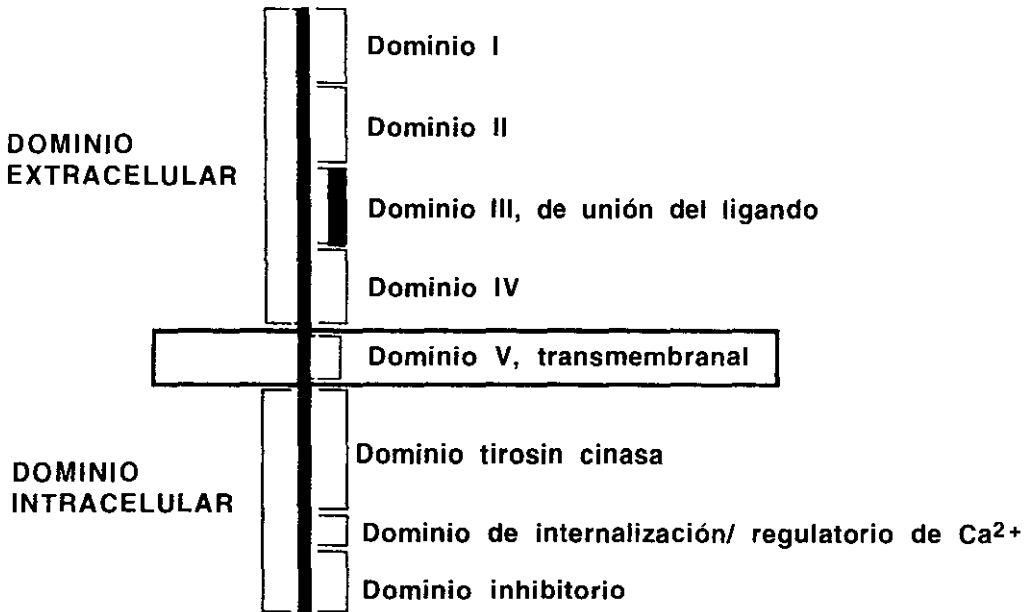 Dominio I
Dominio II
DOMINIO
EXTRACELULAR
Dominio III, de unión del ligando
Dominio IV
Dominio V, transmembranal
Dominio tirosin cinasa
DOMINIO
INTRACELULAR
Dominio de internalización/ regulatorio de Ca²⁺
Dominio inhibitorio